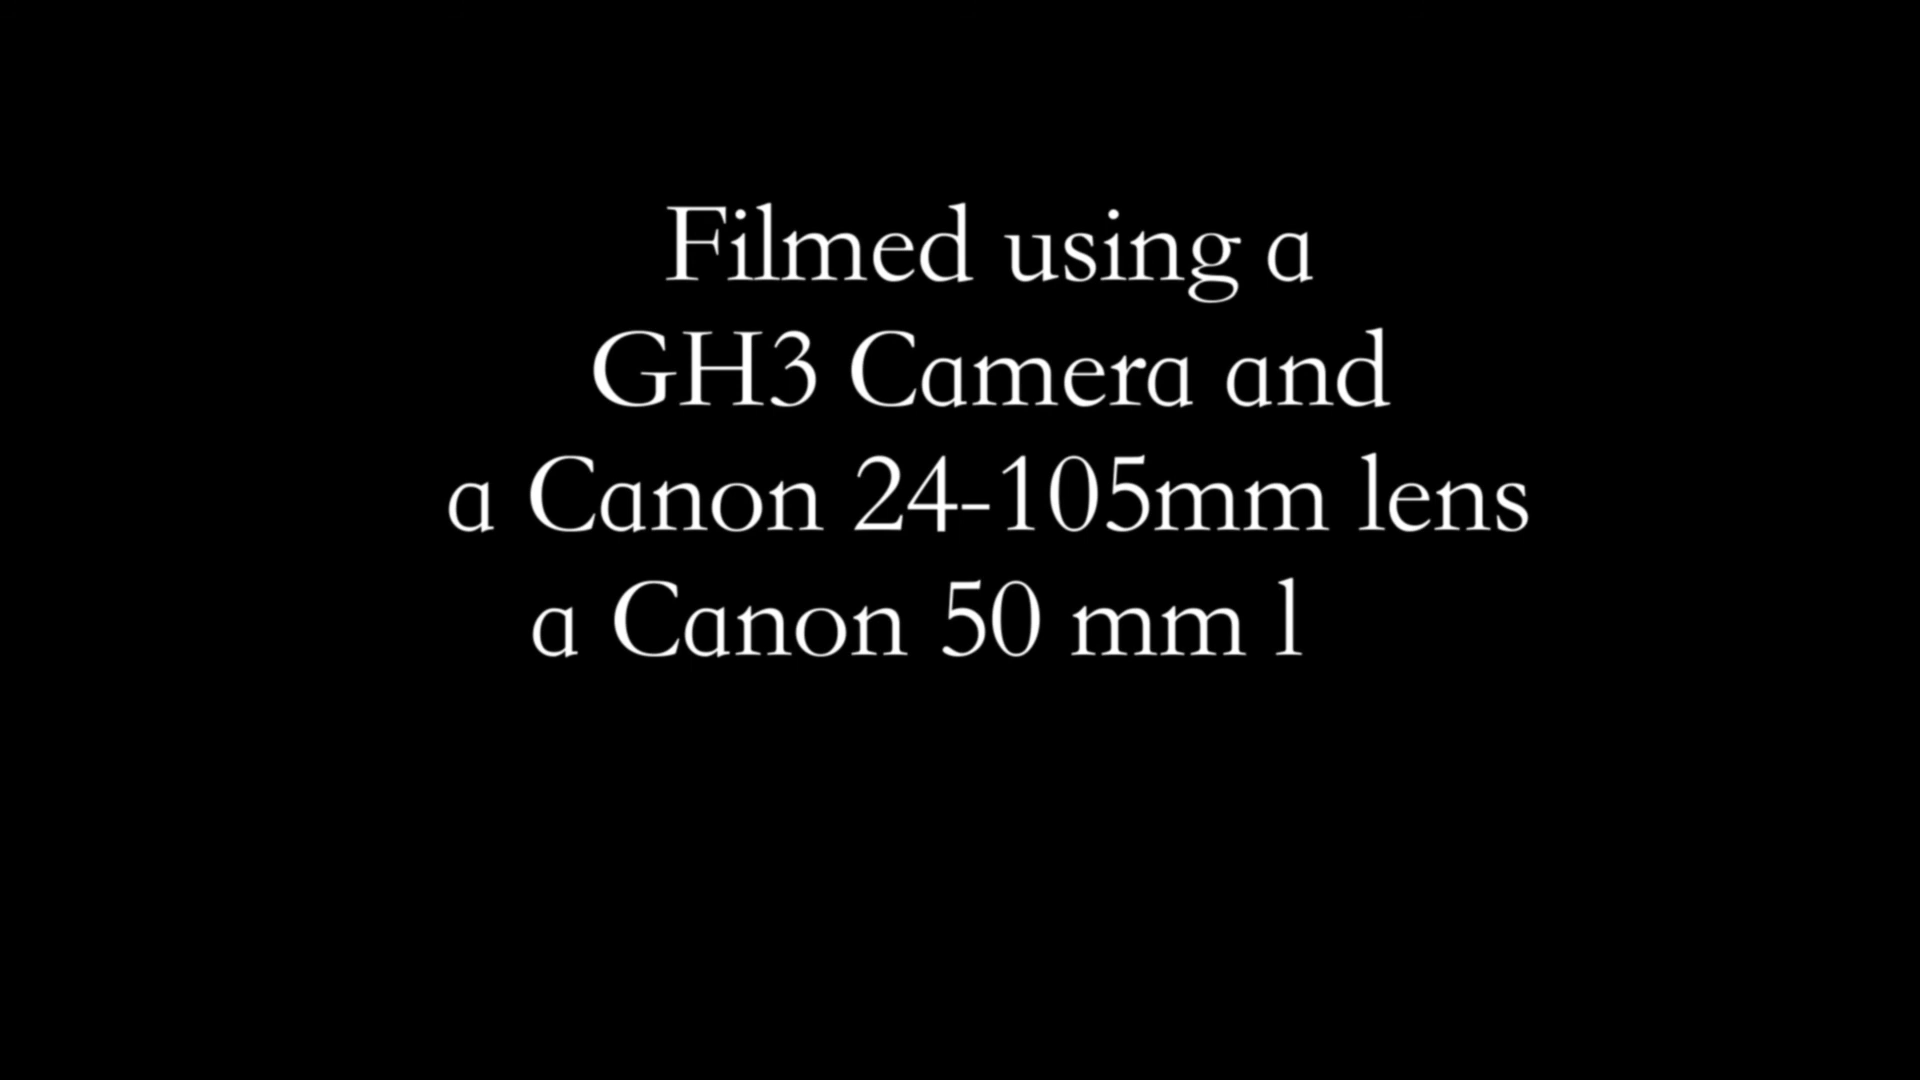 Filmed using a
GH3 Camera and
a Canon 24-105mm lens
a Canon 50 mm l